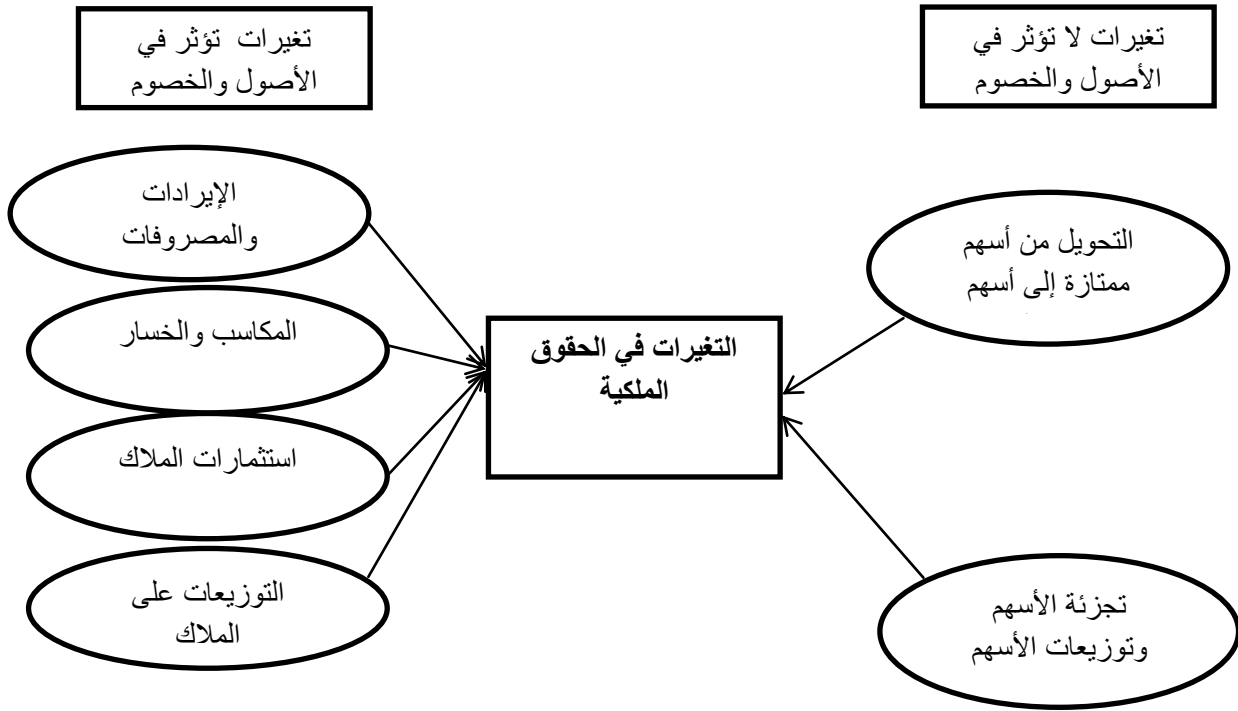 تغيرات لا تؤثر في
الأصول والخصوم
تغيرات تؤثر في
الأصول والخصوم
التحويل من أسهم
ممتازة إلى أسهم
تجزئة الأسهم
وتوزيعات الأسهم
التغيرات في الحقوق
الملكية
الإيرادات
والمصروفات
المكاسب والخسار
استثمارات الملاك
التوزيعات على
الملاك